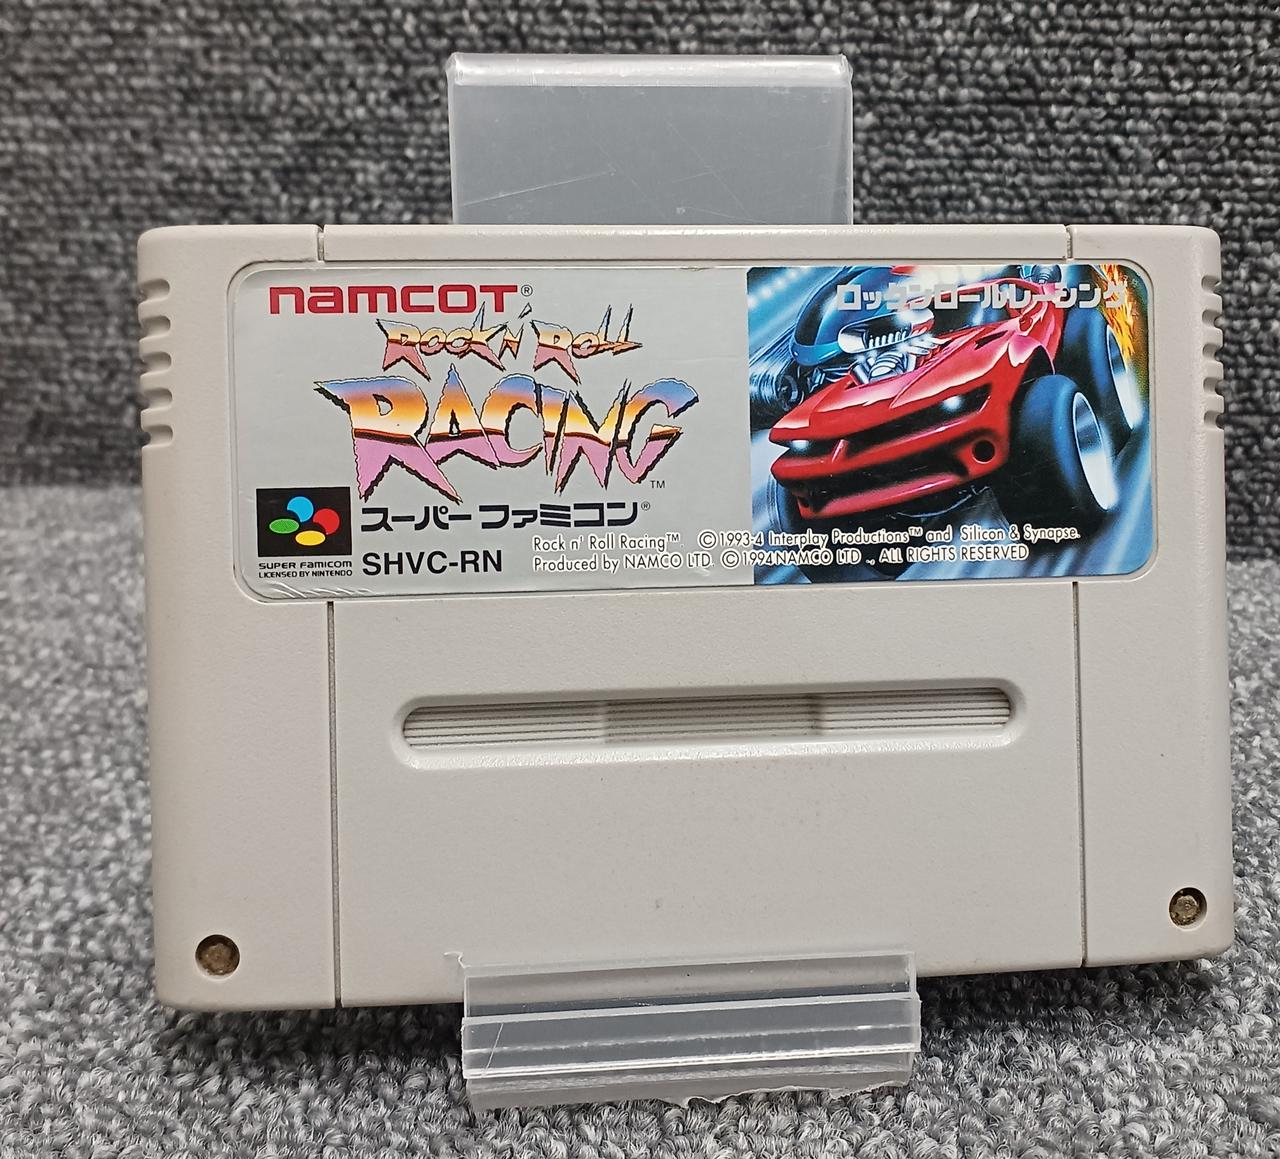 namcot®
ロックンロールレーシング
ROCK N' ROLL
RACING™
スーパーファミコン®
SUPER FAMICOM
LICENSED BY NINTENDO
SHVC-RN
Rock n' Roll Racing™ ©1993-4 Interplay Productions™ and Silicon & Synapse.
Produced by NAMCO LTD. ©1994 NAMCO LTD., ALL RIGHTS RESERVED